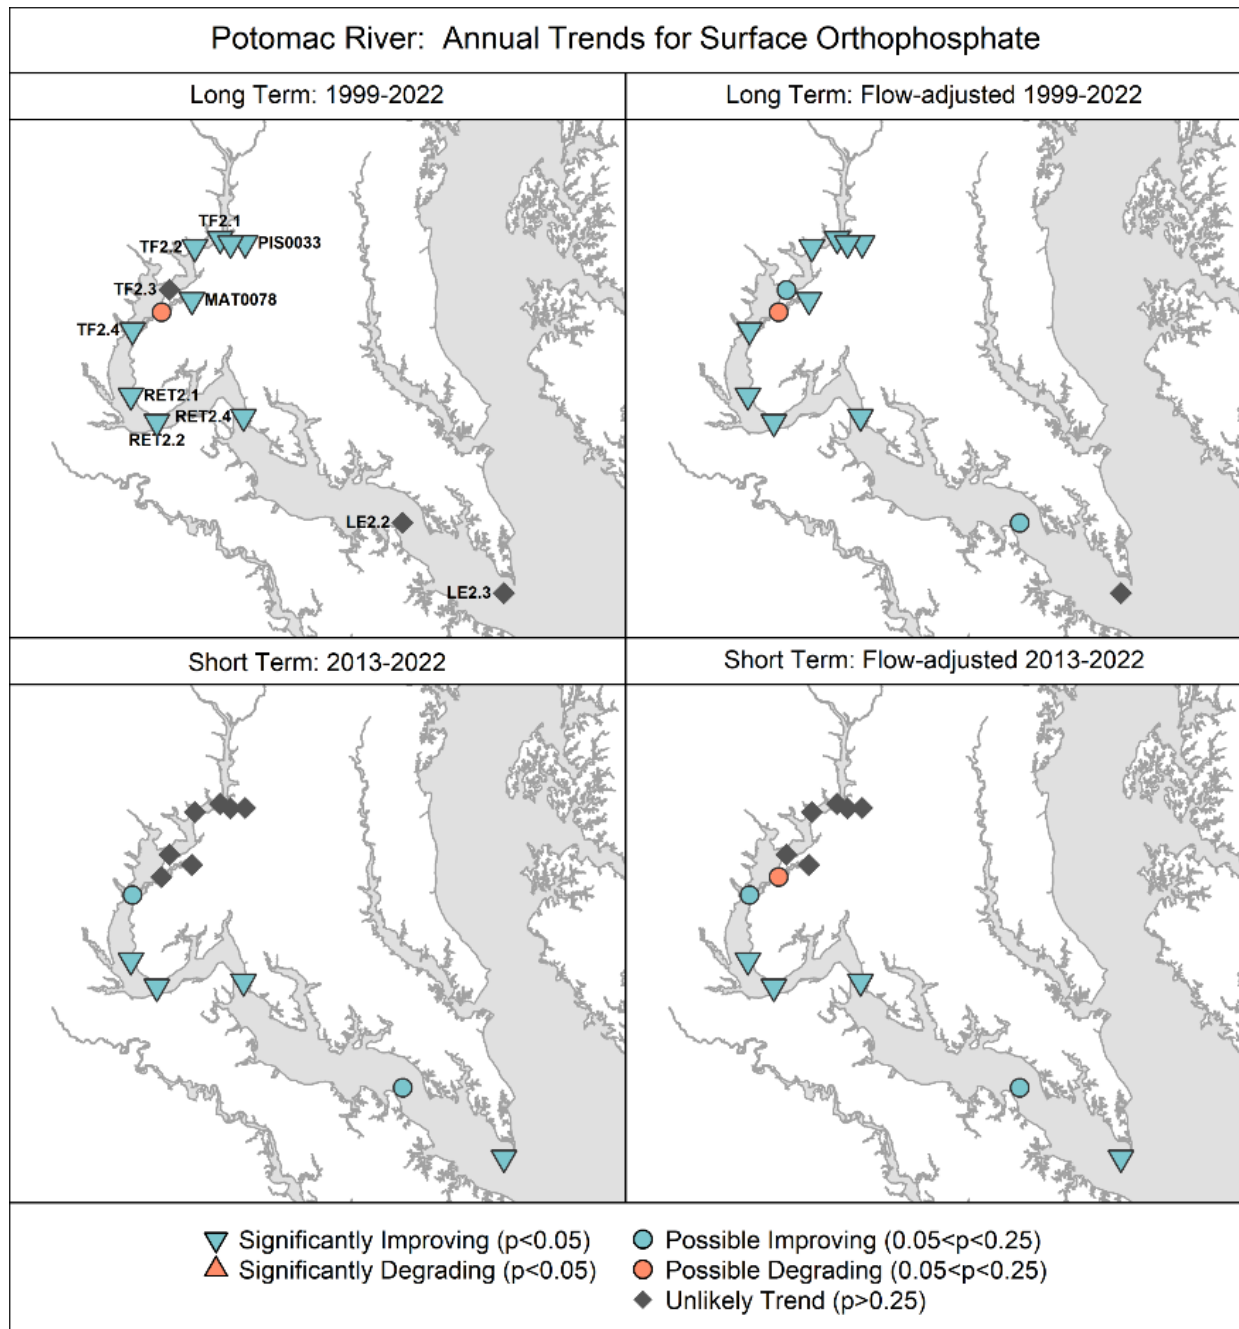 Potomac River: Annual Trends for Surface Orthophosphate
Long Term: 1999-2022
Long Term: Flow-adjusted 1999-2022
TF2.1
TF2.2
PIS0033
TF2.3
MAT0078
TF2.4
RET2.1
RET2.4
RET2.2
LE2.2
LE2.3
Short Term: 2013-2022
Short Term: Flow-adjusted 2013-2022
Significantly Improving (p<0.05)
Possible Improving (0.05<p<0.25)
Significantly Degrading (p<0.05)
Possible Degrading (0.05<p<0.25)
Unlikely Trend (p>0.25)